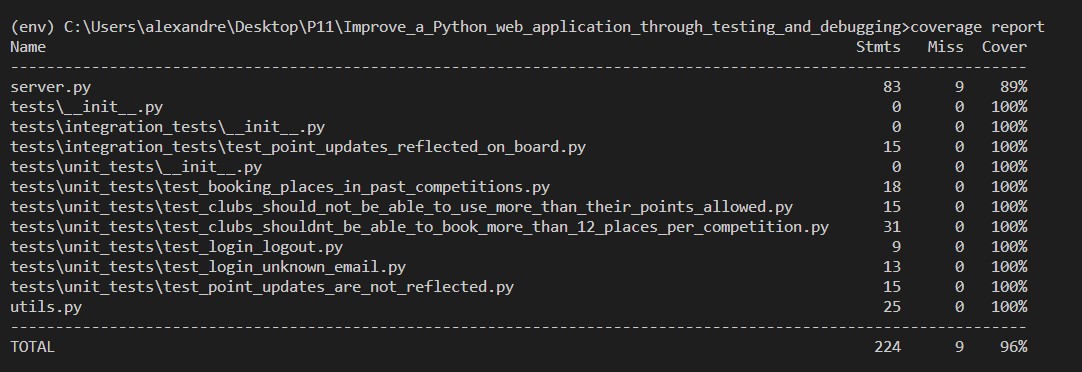 (env) C:\Users\alexandre\Desktop\P11\Improve_a_Python_web_application_through_testing_and_debugging>coverage report
Name Stmts Miss Cover
-----------------------------------------------------------------------------------------------------------------
server.py 83 9 89%
tests\__init__.py 0 0 100%
tests\integration_tests\__init__.py 0 0 100%
tests\integration_tests\test_point_updates_reflected_on_board.py 15 0 100%
tests\unit_tests\__init__.py 0 0 100%
tests\unit_tests\test_booking_places_in_past_competitions.py 18 0 100%
tests\unit_tests\test_clubs_should_not_be_able_to_use_more_than_their_points_allowed.py 15 0 100%
tests\unit_tests\test_clubs_shouldnt_be_able_to_book_more_than_12_places_per_competition.py 31 0 100%
tests\unit_tests\test_login_logout.py 9 0 100%
tests\unit_tests\test_login_unknown_email.py 13 0 100%
tests\unit_tests\test_point_updates_are_not_reflected.py 15 0 100%
utils.py 25 0 100%
-----------------------------------------------------------------------------------------------------------------
TOTAL 224 9 96%